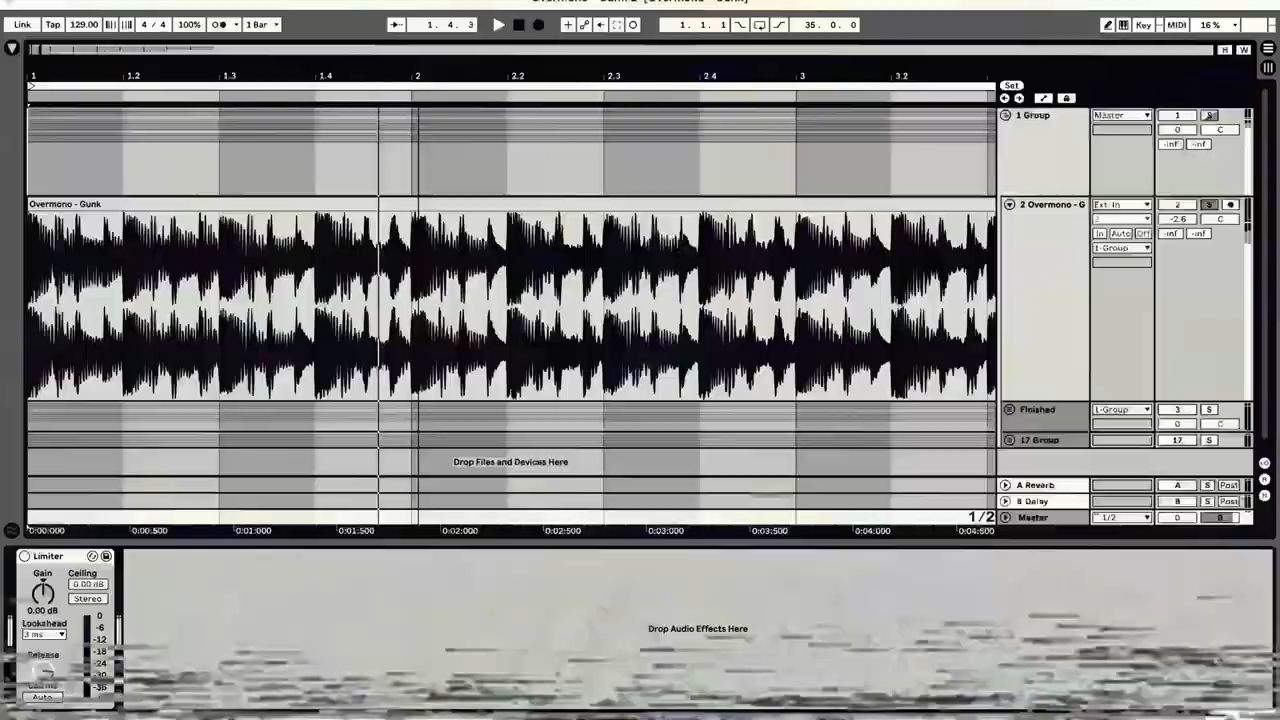 Link Tap 129.00 4 / 4 100% 1 Bar 1. 4. 3 1. 1. 1 35. 0. 0 Key MIDI 16 %
H W
1 1.2 1.3 1.4 2 2.2 2.3 2.4 3 3.2
Set
1 Group Master 1 S
0 C
-inf -inf
Overmono - Gunk
2 Overmono - G Ext. In 2 S
2 -2.6 C
In Auto Off -inf -inf
1-Group
Finished 1-Group 3 S
0 C
17 Group 17 S
Drop Files and Devices Here
A Reverb A S Post
B Delay B S Post
1/2 Master 1/2 0
0:00:000 0:00:500 0:01:000 0:01:500 0:02:000 0:02:500 0:03:000 0:03:500 0:04:000 0:04:500
Limiter
Gain Ceiling
0.00 dB
Stereo
0.00 dB
Lookahead
3 ms
Release
Auto
0
-6
-12
-18
-24
-30
-36
Drop Audio Effects Here